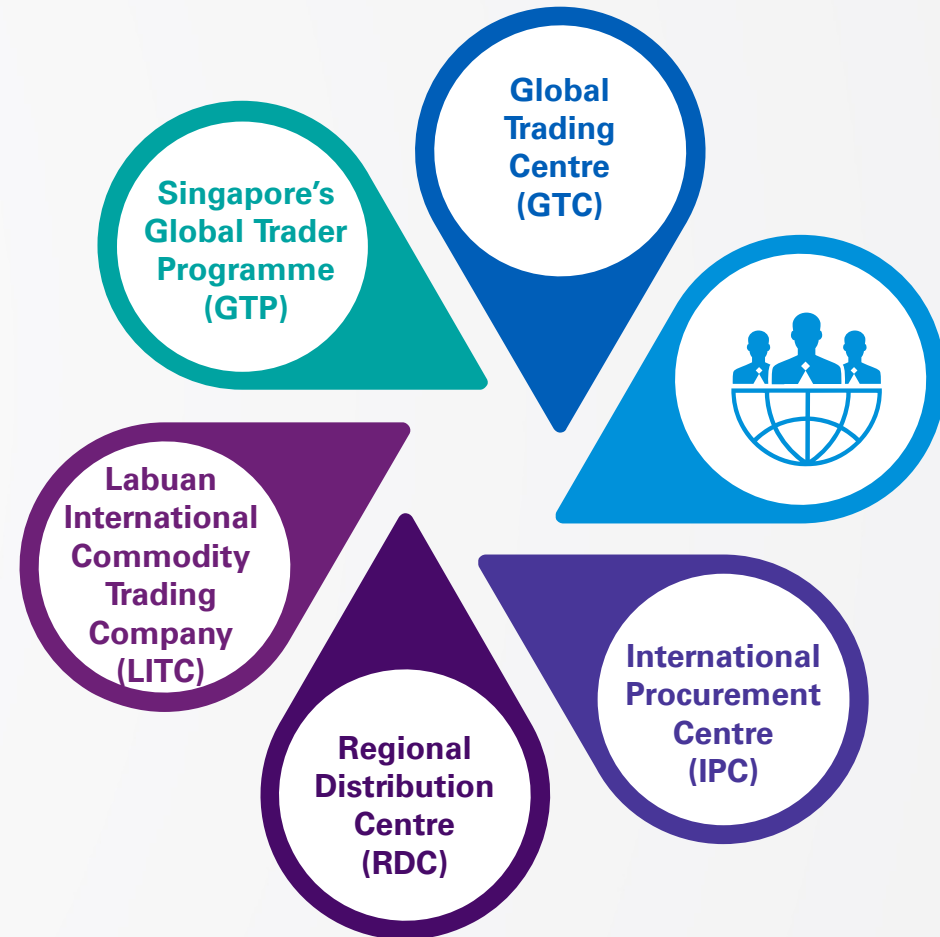 Global
Trading
Centre
(GTC)
Singapore’s
Global Trader
Programme
(GTP)
Labuan
International
Commodity
Trading
Company
(LITC)
International
Procurement
Centre
(IPC)
Regional
Distribution
Centre
(RDC)